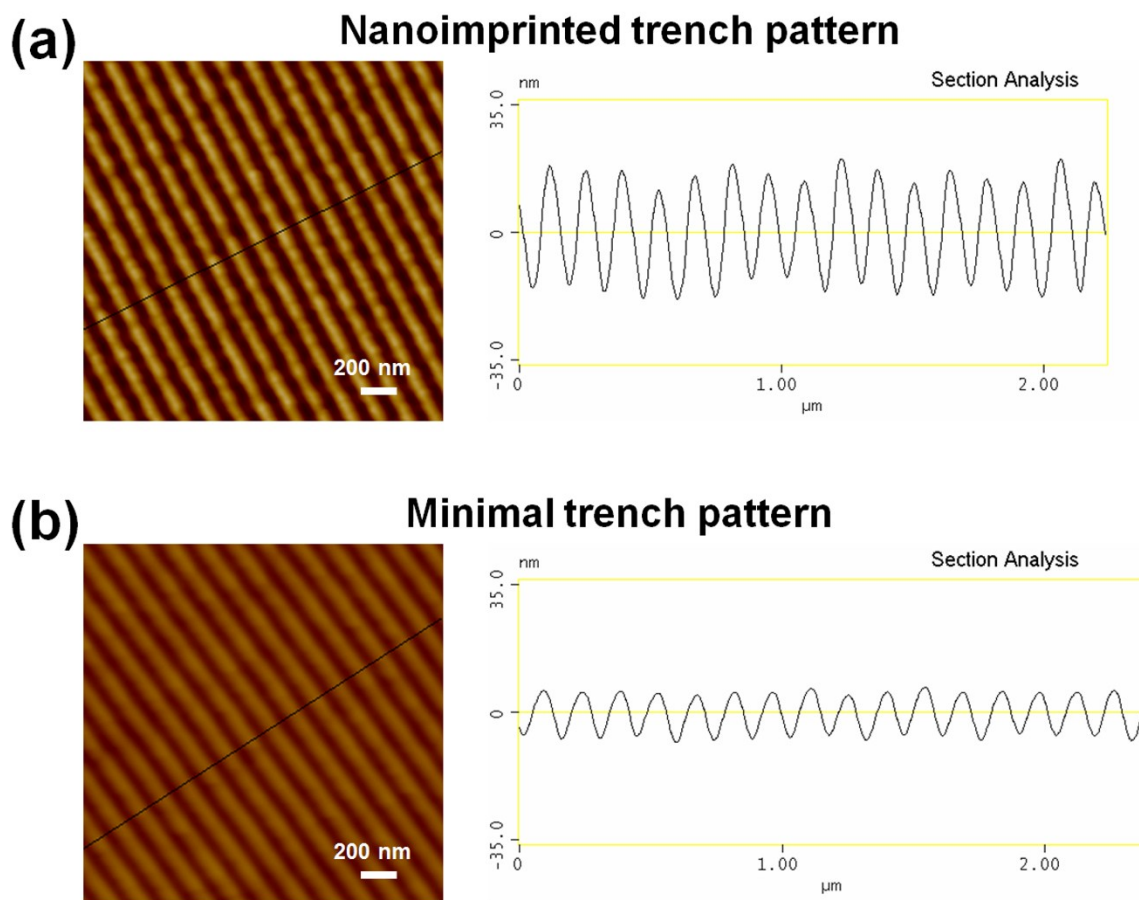 (a)
Nanoimprinted trench pattern
200 nm
nm
Section Analysis
35.0
0
-35.0
0
1.00
2.00
µm
(b)
Minimal trench pattern
200 nm
nm
Section Analysis
35.0
0
-35.0
0
1.00
2.00
µm